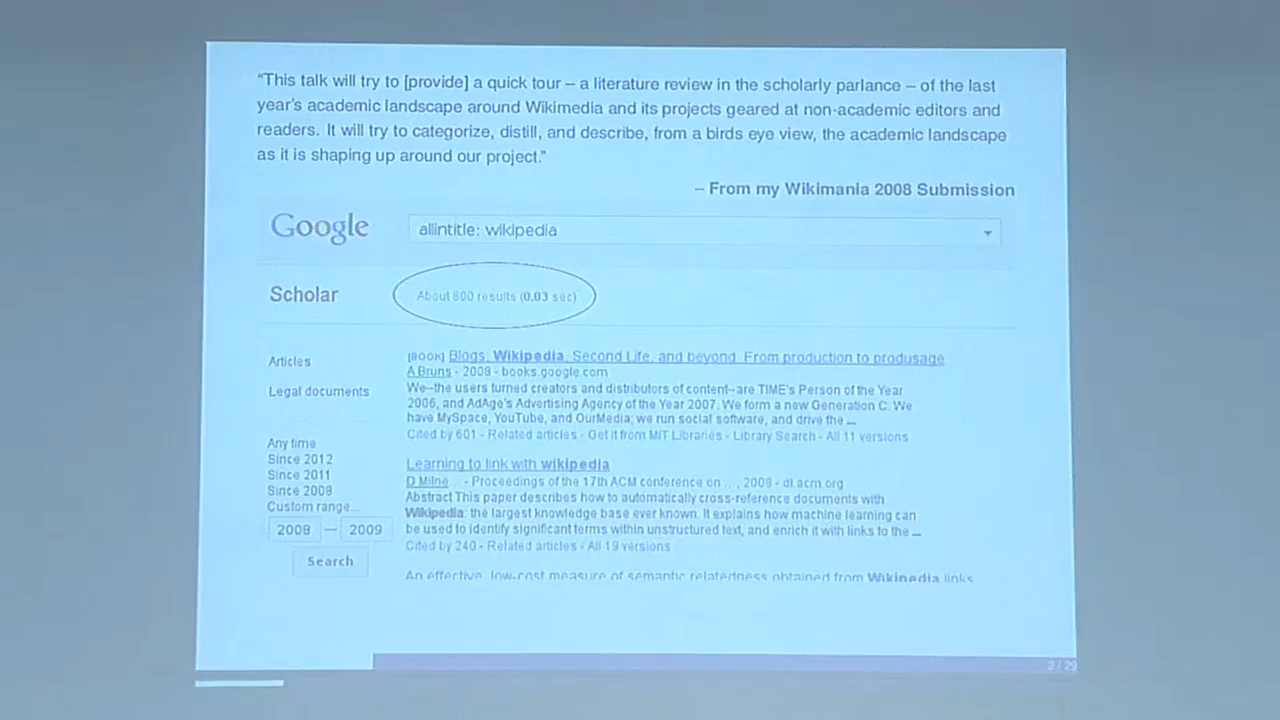 "This talk will try to [provide] a quick tour – a literature review in the scholarly parlance – of the last
year's academic landscape around Wikimedia and its projects geared at non-academic editors and
readers. It will try to categorize, distill, and describe, from a birds eye view, the academic landscape
as it is shaping up around our project."
– From my Wikimania 2008 Submission
Google
allintitle: wikipedia
Scholar
About 800 results (0.03 sec)
Articles
Legal documents
Any time
Since 2012
Since 2011
Since 2008
Custom range...
2008 — 2009
Search
[BOOK] Blogs, Wikipedia, Second Life, and beyond: From production to produsage
A Bruns - 2008 - books.google.com
We--the users turned creators and distributors of content--are TIME's Person of the Year
2006, and AdAge's Advertising Agency of the Year 2007. We form a new Generation C. We
have MySpace, YouTube, and OurMedia; we run social software, and drive the ...
Cited by 601 - Related articles - Get it from MIT Libraries - Library Search - All 11 versions
Learning to link with wikipedia
D Milne... - Proceedings of the 17th ACM conference on ..., 2008 - dl.acm.org
Abstract This paper describes how to automatically cross-reference documents with
Wikipedia: the largest knowledge base ever known. It explains how machine learning can
be used to identify significant terms within unstructured text, and enrich it with links to the ...
Cited by 240 - Related articles - All 19 versions
An effective, low-cost measure of semantic relatedness obtained from Wikipedia links
2 / 29